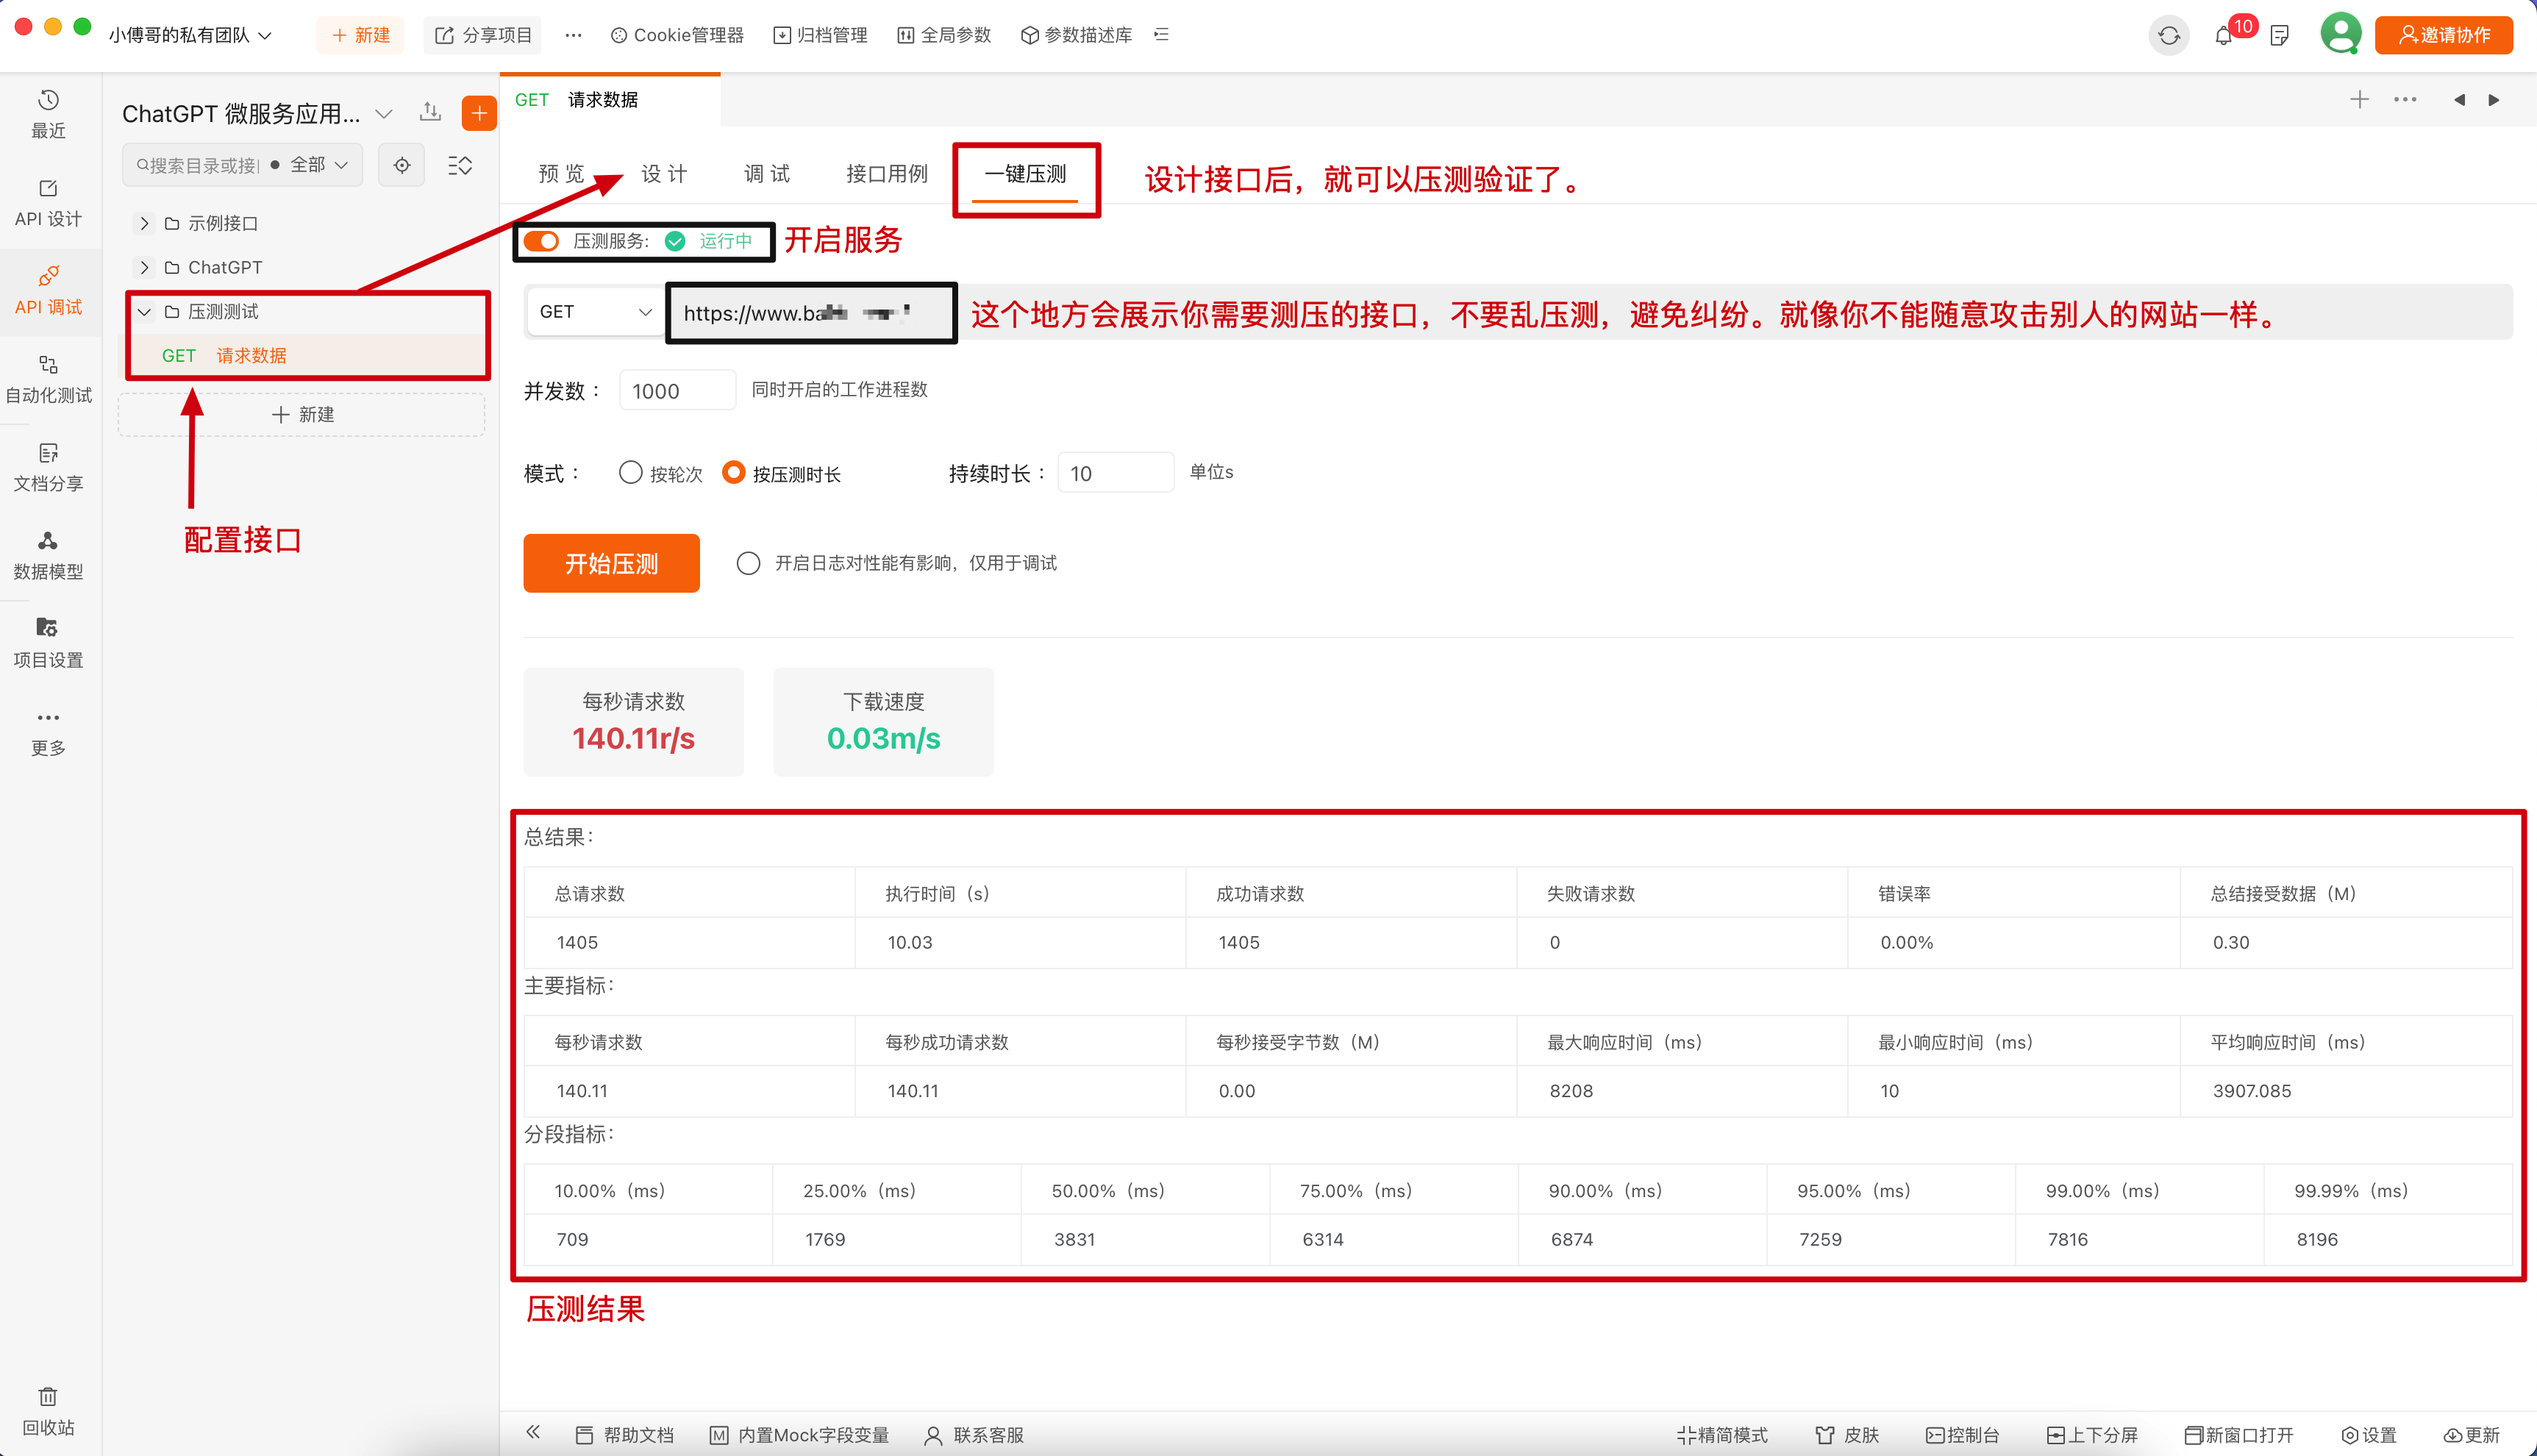 小傅哥的私有团队
新建
分享项目
Cookie管理器
归档管理
全局参数
参数描述库
10
邀请协作
最近
API 设计
API 调试
自动化测试
文档分享
数据模型
项目设置
更多
回收站
ChatGPT 微服务应用...
搜索目录或接
全部
示例接口
ChatGPT
压测测试
GET 请求数据
新建
配置接口
GET 请求数据
预 览
设 计
调 试
接口用例
一键压测
设计接口后，就可以压测验证了。
压测服务: 运行中
开启服务
GET
https://www.ba
这个地方会展示你需要测压的接口，不要乱压测，避免纠纷。就像你不能随意攻击别人的网站一样。
并发数： 1000 同时开启的工作进程数
模式： 按轮次 按压测时长 持续时长： 10 单位s
开始压测 开启日志对性能有影响，仅用于调试
每秒请求数 下载速度
140.11r/s 0.03m/s
总结果：
总请求数 执行时间（s） 成功请求数 失败请求数 错误率 总结接受数据（M）
1405 10.03 1405 0 0.00% 0.30
主要指标：
每秒请求数 每秒成功请求数 每秒接受字节数（M） 最大响应时间（ms） 最小响应时间（ms） 平均响应时间（ms）
140.11 140.11 0.00 8208 10 3907.085
分段指标：
10.00%（ms） 25.00%（ms） 50.00%（ms） 75.00%（ms） 90.00%（ms） 95.00%（ms） 99.00%（ms） 99.99%（ms）
709 1769 3831 6314 6874 7259 7816 8196
压测结果
帮助文档 内置Mock字段变量 联系客服 精简模式 皮肤 控制台 上下分屏 新窗口打开 设置 更新